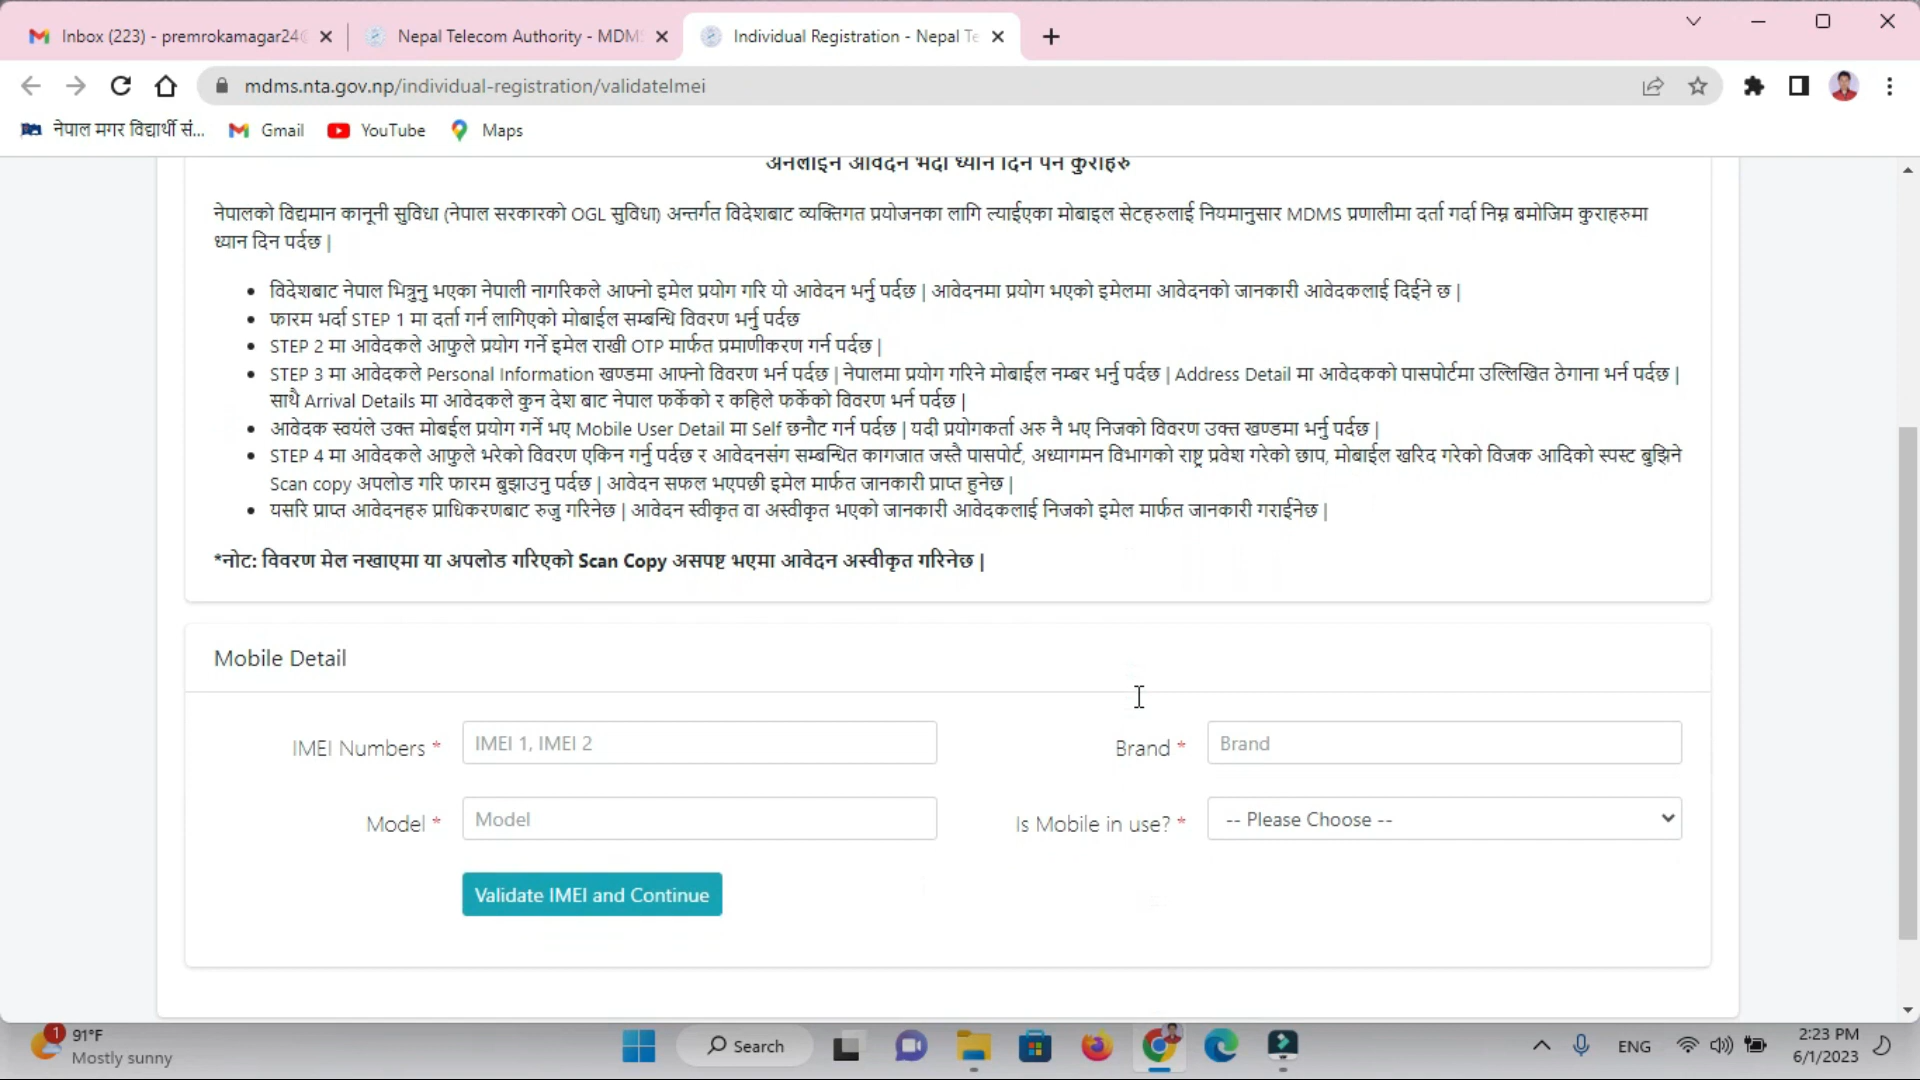 Inbox (223) - premrokamagar24
Nepal Telecom Authority - MDM
Individual Registration - Nepal Te
mdms.nta.gov.np/individual-registration/validateImei
नेपाल मगर विद्यार्थी सं...
Gmail
YouTube
Maps
अनलाइन आवेदन भर्दा ध्यान दिनु पर्ने कुराहरु
नेपालको विद्यमान कानूनी सुविधा (नेपाल सरकारको OGL सुविधा) अन्तर्गत विदेशबाट व्यक्तिगत प्रयोजनका लागि ल्याईएका मोबाइल सेटहरुलाई नियमानुसार MDMS प्रणालीमा दर्ता गर्दा निम्न बमोजिम कुराहरुमा
ध्यान दिन पर्दछ |
• विदेशबाट नेपाल भित्रुनु भएका नेपाली नागरिकले आफ्नो इमेल प्रयोग गरि यो आवेदन भर्नु पर्दछ | आवेदनमा प्रयोग भएको इमेलमा आवेदनको जानकारी आवेदकलाई दिईने छ |
• फारम भर्दा STEP 1 मा दर्ता गर्न लागिएको मोबाईल सम्बन्धि विवरण भर्नु पर्दछ
• STEP 2 मा आवेदकले आफुले प्रयोग गर्ने इमेल राखी OTP मार्फत प्रमाणीकरण गर्न पर्दछ |
• STEP 3 मा आवेदकले Personal Information खण्डमा आफ्नो विवरण भर्न पर्दछ | नेपालमा प्रयोग गरिने मोबाईल नम्बर भर्नु पर्दछ | Address Detail मा आवेदकको पासपोर्टमा उल्लिखित ठेगाना भर्न पर्दछ |
साथै Arrival Details मा आवेदकले कुन देश बाट नेपाल फर्केको र कहिले फर्केको विवरण भर्न पर्दछ |
• आवेदक स्वयंले उक्त मोबईल प्रयोग गर्ने भए Mobile User Detail मा Self छनौट गर्न पर्दछ | यदी प्रयोगकर्ता अरु नै भए निजको विवरण उक्त खण्डमा भर्नु पर्दछ |
• STEP 4 मा आवेदकले आफुले भरेको विवरण एकिन गर्नु पर्दछ र आवेदनसंग सम्बन्धित कागजात जस्तै पासपोर्ट, अध्यागमन विभागको राष्ट्र प्रवेश गरेको छाप, मोबाईल खरिद गरेको विजक आदिको स्पस्ट बुझिने
Scan copy अपलोड गरि फारम बुझाउनु पर्दछ | आवेदन सफल भएपछी इमेल मार्फत जानकारी प्राप्त हुनेछ |
• यसरि प्राप्त आवेदनहरु प्राधिकरणबाट रुजु गरिनेछ | आवेदन स्वीकृत वा अस्वीकृत भएको जानकारी आवेदकलाई निजको इमेल मार्फत जानकारी गराईनेछ |
*नोट: विवरण मेल नखाएमा या अपलोड गरिएको Scan Copy असपष्ट भएमा आवेदन अस्वीकृत गरिनेछ |
Mobile Detail
IMEI Numbers * IMEI 1, IMEI 2
Brand * Brand
Model * Model
Is Mobile in use? * -- Please Choose --
Validate IMEI and Continue
1
91°F
Mostly sunny
Search
ENG
2:23 PM
6/1/2023